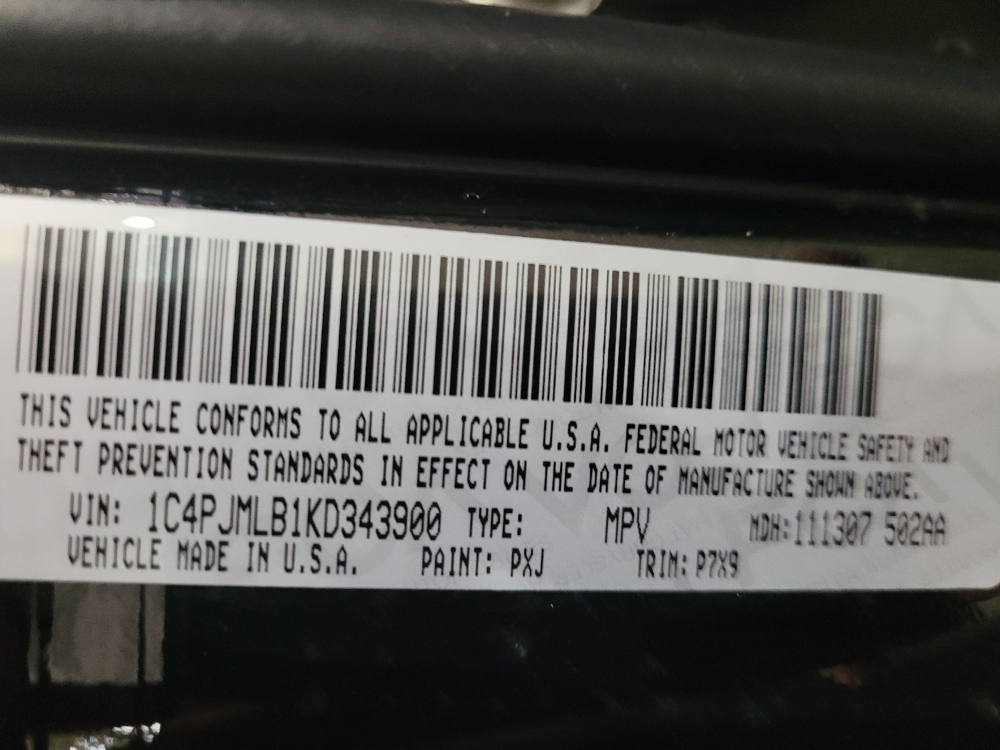 THIS VEHICLE CONFORMS TO ALL APPLICABLE U.S.A. FEDERAL MOTOR VEHICLE SAFETY AND
THEFT PREVENTION STANDARDS IN EFFECT ON THE DATE OF MANUFACTURE SHOWN ABOVE.
VIN: 1C4PJMLB1KD343900 TYPE: MPV MDH:111307 502AA
VEHICLE MADE IN U.S.A. PAINT: PXJ TRIM: P7X9